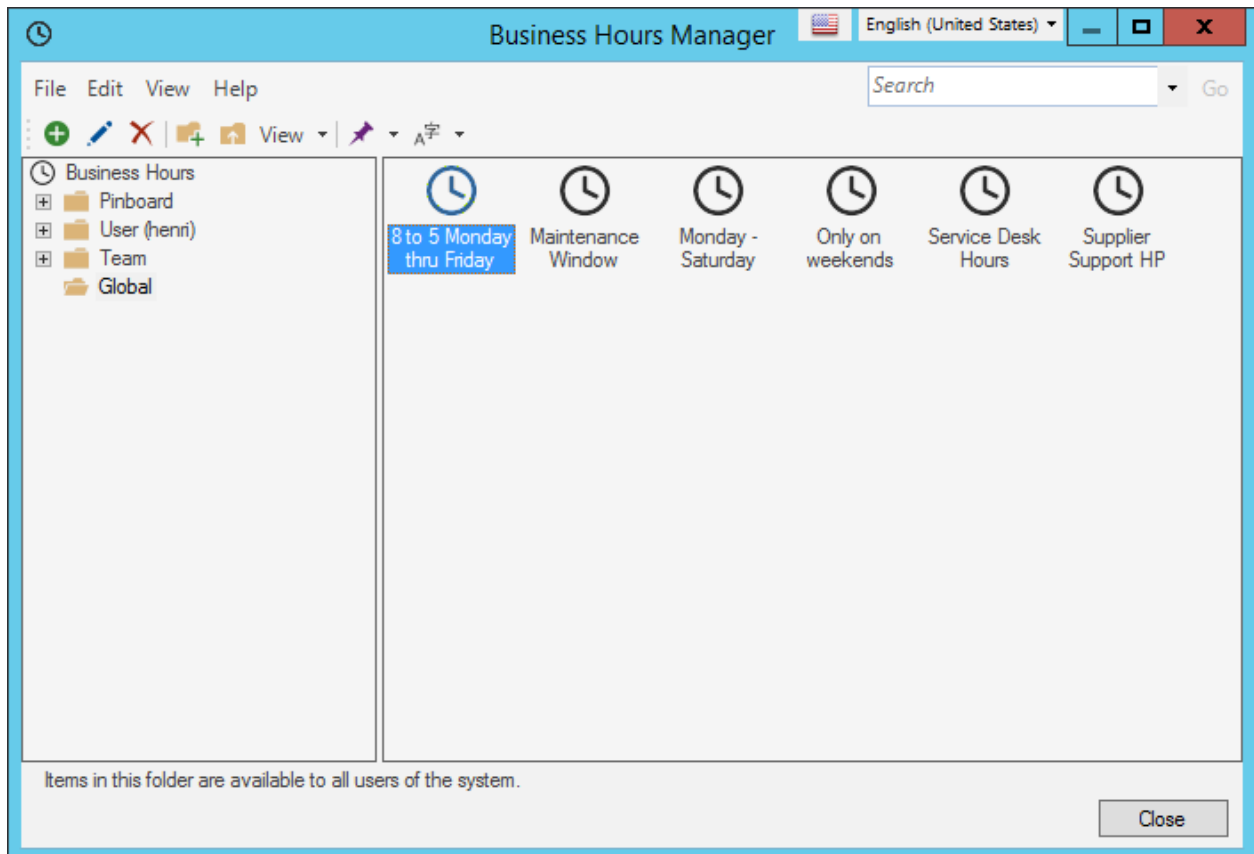 Business Hours Manager
English (United States)
File Edit View Help
Search
Go
View
A字
Business Hours
Pinboard
User (henri)
Team
Global
8 to 5 Monday
thru Friday
Maintenance
Window
Monday -
Saturday
Only on
weekends
Service Desk
Hours
Supplier
Support HP
Items in this folder are available to all users of the system.
Close